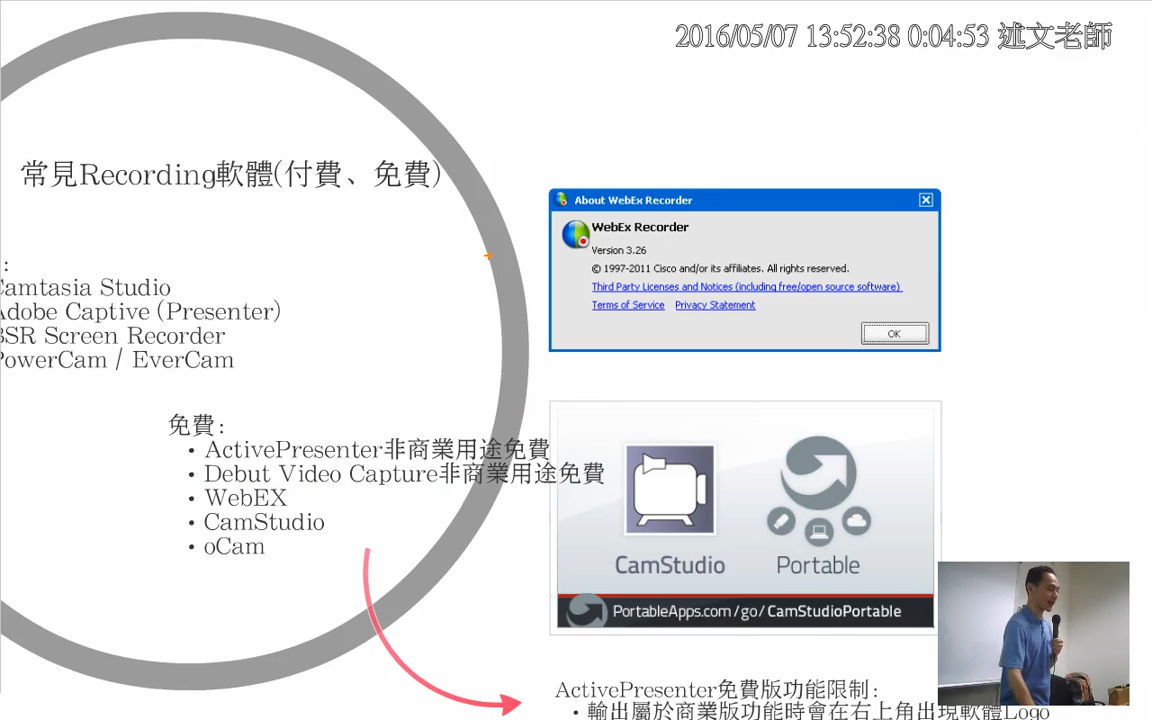 2016/05/07 13:52:38 0:04:53 述文老師
常見Recording軟體(付費、免費)
:
Camtasia Studio
Adobe Captive (Presenter)
BSR Screen Recorder
PowerCam / EverCam
免費:
• ActivePresenter非商業用途免費
• Debut Video Capture非商業用途免費
• WebEX
• CamStudio
• oCam
About WebEx Recorder
WebEx Recorder
Version 3.26
© 1997-2011 Cisco and/or its affiliates. All rights reserved.
Third Party Licenses and Notices (including free/open source software)
Terms of Service Privacy Statement
OK
CamStudio Portable
PortableApps.com/go/CamStudioPortable
ActivePresenter免費版功能限制:
• 輸出屬於商業版功能時會在右上角出現軟體Logo